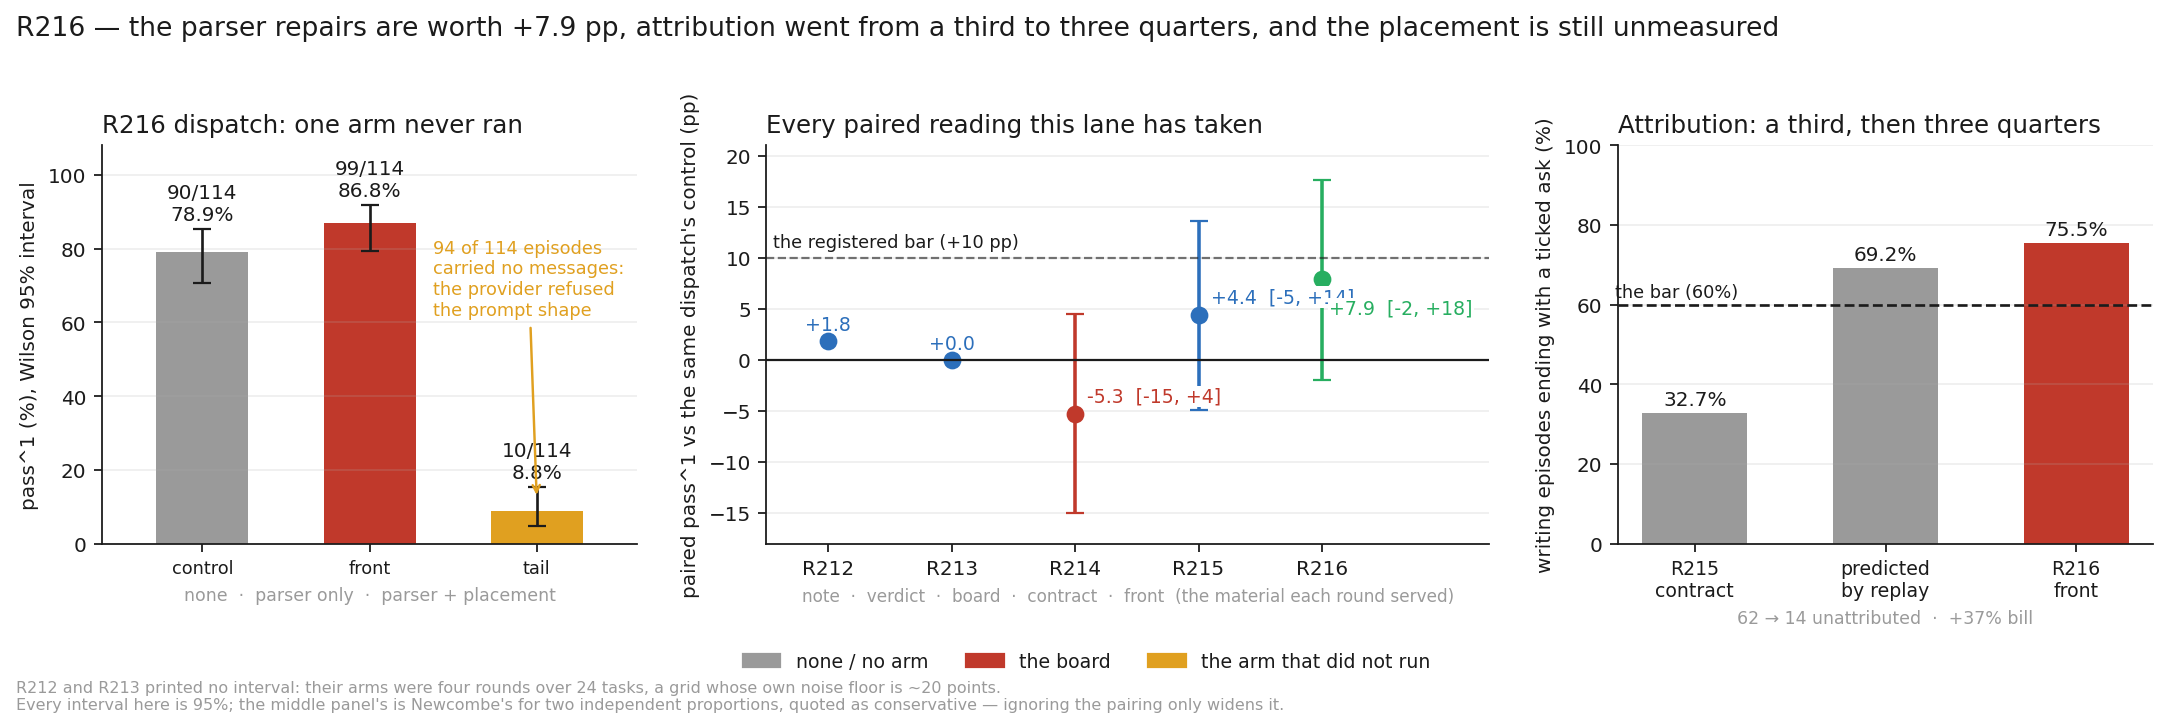 R216 — the parser repairs are worth +7.9 pp, attribution went from a third to three quarters, and the placement is still unmeasured
R216 dispatch: one arm never ran
pass^1 (%), Wilson 95% interval
100
80
60
40
20
0
90/114
78.9%
99/114
86.8%
94 of 114 episodes
carried no messages:
the provider refused
the prompt shape
10/114
8.8%
control
front
tail
none · parser only · parser + placement
Every paired reading this lane has taken
paired pass^1 vs the same dispatch's control (pp)
20
15
10
5
0
−5
−10
−15
the registered bar (+10 pp)
+1.8
+0.0
-5.3 [-15, +4]
+4.4 [-5, +14]
+7.9 [-2, +18]
R212
R213
R214
R215
R216
note · verdict · board · contract · front (the material each round served)
Attribution: a third, then three quarters
writing episodes ending with a ticked ask (%)
100
80
60
40
20
0
the bar (60%)
32.7%
69.2%
75.5%
R215
contract
predicted
by replay
R216
front
62 → 14 unattributed · +37% bill
none / no arm
the board
the arm that did not run
R212 and R213 printed no interval: their arms were four rounds over 24 tasks, a grid whose own noise floor is ~20 points.
Every interval here is 95%; the middle panel's is Newcombe's for two independent proportions, quoted as conservative — ignoring the pairing only widens it.